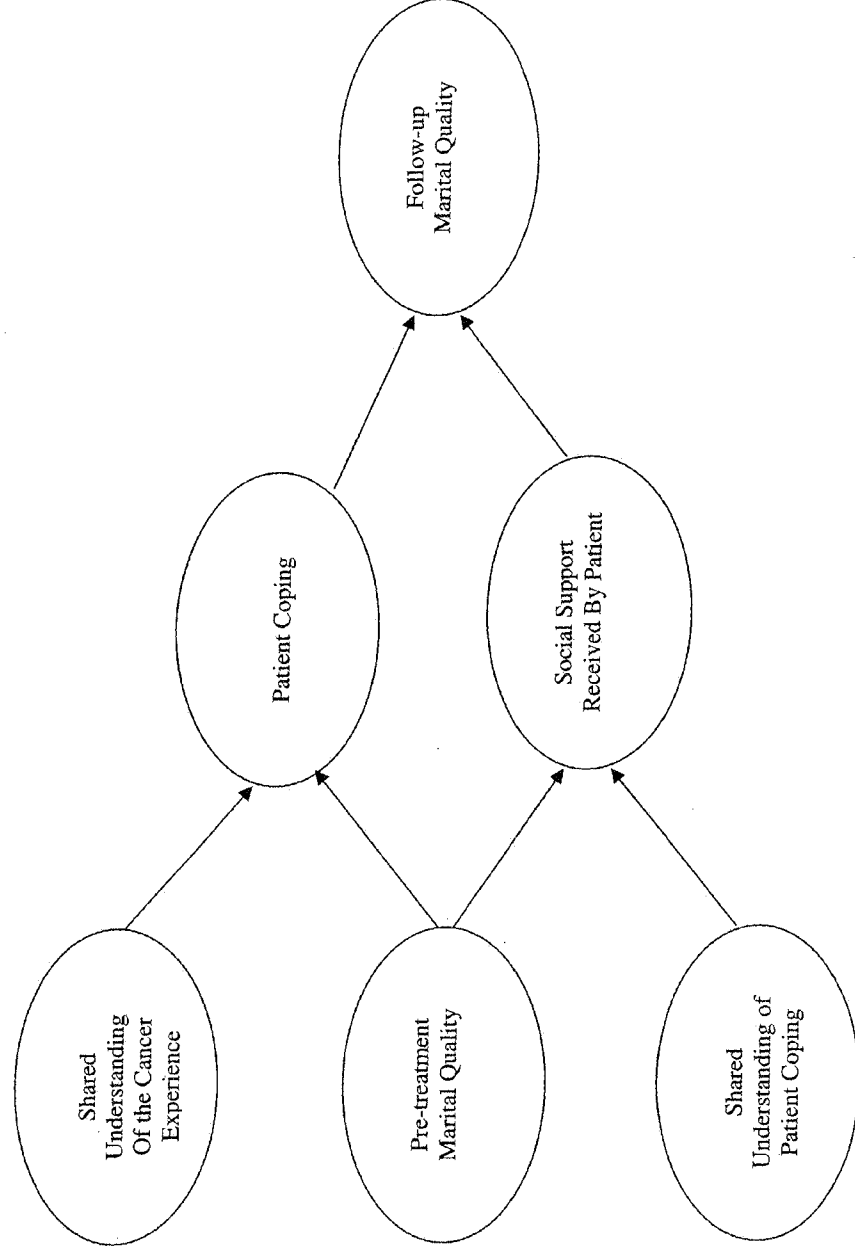 Shared
Understanding
Of the Cancer
Experience
Pre-treatment
Marital Quality
Shared
Understanding of
Patient Coping
Patient Coping
Social Support
Received By Patient
Follow-up
Marital Quality